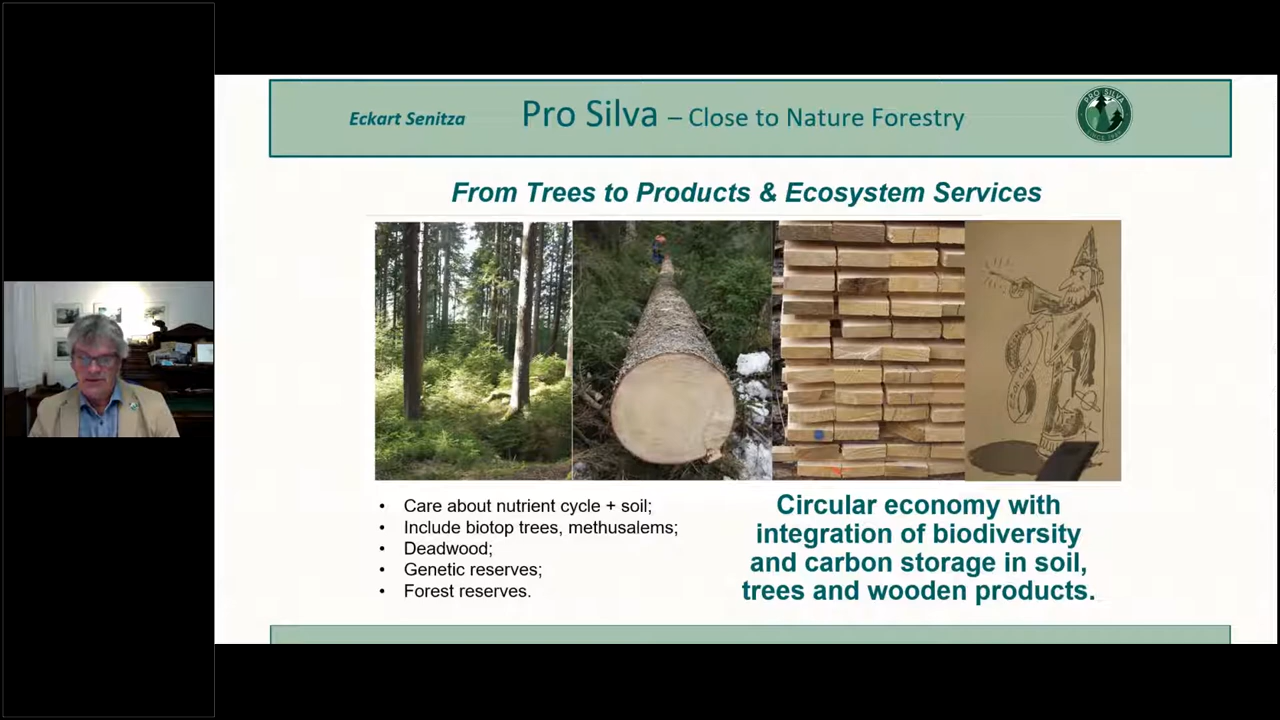 Eckart Senitza
Pro Silva – Close to Nature Forestry
PRO SILVA
From Trees to Products & Ecosystem Services
• Care about nutrient cycle + soil;
• Include biotop trees, methusalems;
• Deadwood;
• Genetic reserves;
• Forest reserves.
Circular economy with
integration of biodiversity
and carbon storage in soil,
trees and wooden products.